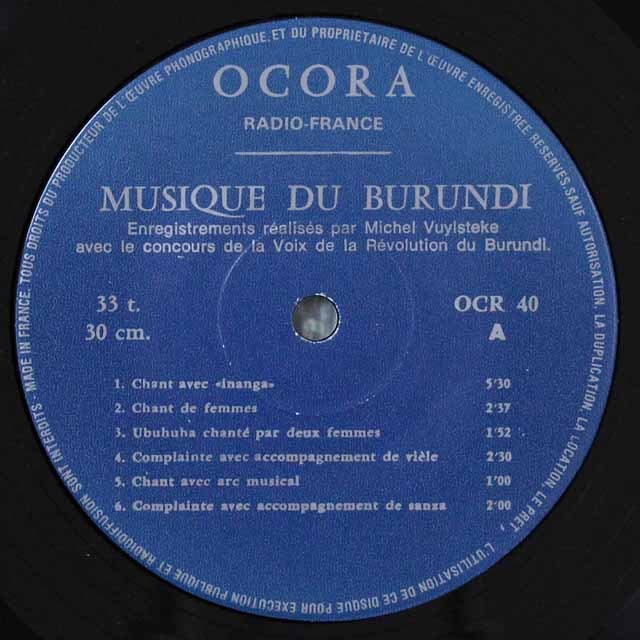 OCORA
RADIO-FRANCE
MUSIQUE DU BURUNDI
Enregistrements réalisés par Michel Vuylsteke
avec le concours de la Voix de la Révolution du Burundi.
33 t.
30 cm.
OCR 40
A
1. Chant avec «inanga» 5'30
2. Chant de femmes 2'37
3. Ubuhuha chanté par deux femmes 1'52
4. Complainte avec accompagnement de vièle 2'30
5. Chant avec arc musical 1'00
6. Complainte avec accompagnement de sanza 2'00
- MADE IN FRANCE. TOUS DROITS DU PRODUCTEUR DE L'ŒUVRE PHONOGRAPHIQUE, ET DU PROPRIETAIRE DE L'ŒUVRE ENREGISTREE RESERVES. SAUF AUTORISATION, LA DUPLICATION, LA LOCATION, LE PRET, L'UTILISATION DE CE DISQUE POUR EXECUTION PUBLIQUE ET RADIODIFFUSION SONT INTERDITS